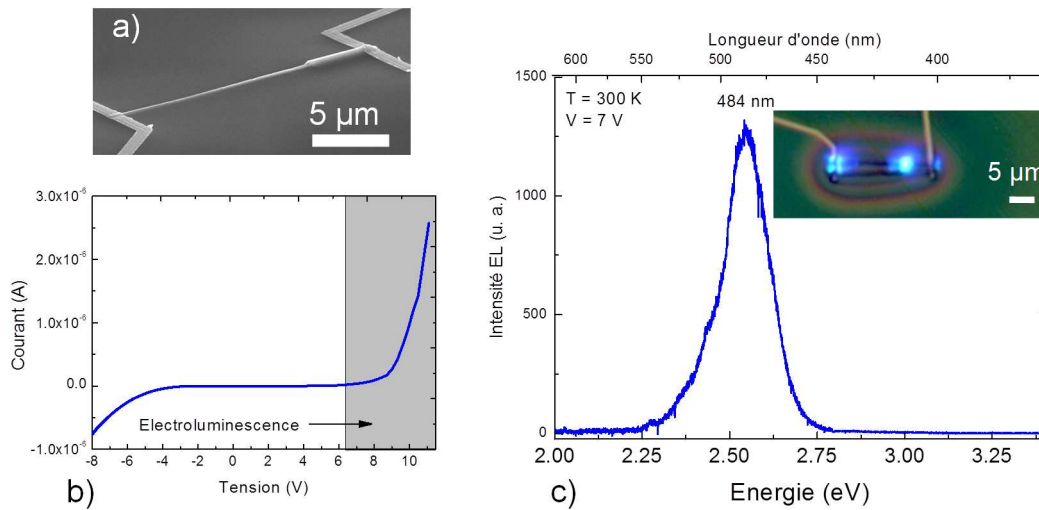 a)
5 µm
3.0x10⁻⁶
2.0x10⁻⁶
1.0x10⁻⁶
0.0
-1.0x10⁻⁶
Courant (A)
Electroluminescence
-8 -6 -4 -2 0 2 4 6 8 10
Tension (V)
b)
Longueur d'onde (nm)
600 550 500 450 400
1500
1000
500
0
Intensité EL (u. a.)
T = 300 K
V = 7 V
484 nm
5 µm
2.00 2.25 2.50 2.75 3.00 3.25
Energie (eV)
c)